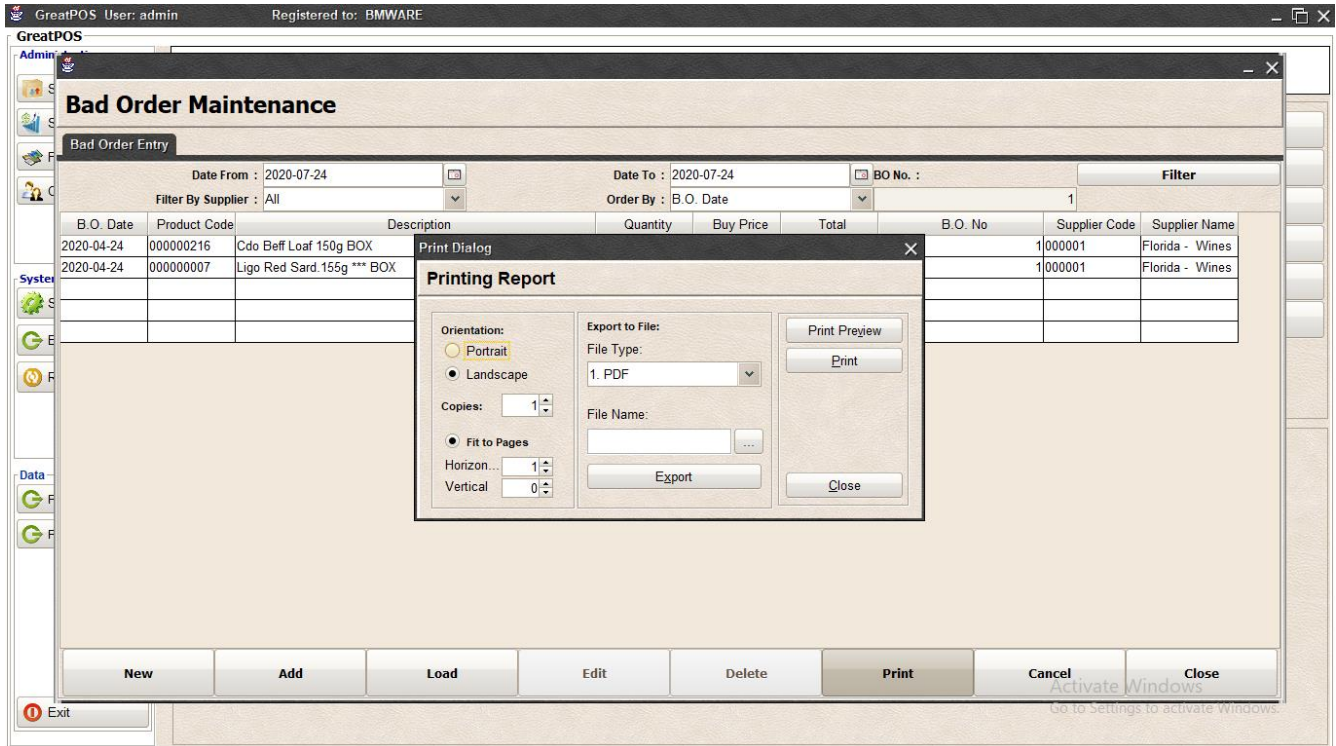 GreatPOS User: admin Registered to: BMWARE
GreatPOS
Bad Order Maintenance
Bad Order Entry
Date From : 2020-07-24 Date To : 2020-07-24 BO No. : Filter
Filter By Supplier : All Order By : B.O. Date 1
B.O. Date Product Code Description Quantity Buy Price Total B.O. No Supplier Code Supplier Name
2020-04-24 000000216 Cdo Beff Loaf 150g BOX 1 000001 Florida - Wines
2020-04-24 000000007 Ligo Red Sard.155g *** BOX 1 000001 Florida - Wines
Print Dialog
Printing Report
Orientation:
Portrait
Landscape
Copies: 1
Fit to Pages
Horizon... 1
Vertical 0
Export to File:
File Type:
1. PDF
File Name:
...
Export
Print Preview
Print
Close
Data
New Add Load Edit Delete Print Cancel Close
Activate Windows
Go to Settings to activate Windows.
Exit